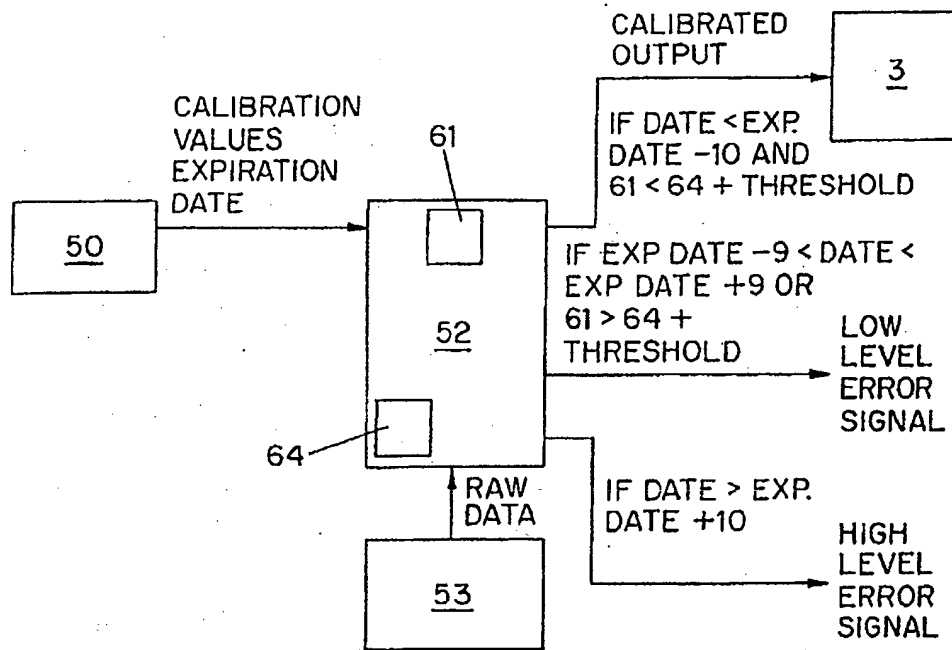 CALIBRATED
OUTPUT
3
CALIBRATION
VALUES
EXPIRATION
DATE
61
IF DATE < EXP.
DATE -10 AND
61 < 64 + THRESHOLD
50
IF EXP DATE -9 < DATE <
EXP DATE +9 OR
61 > 64 +
THRESHOLD
52
LOW
LEVEL
ERROR
SIGNAL
64
RAW
DATA
IF DATE > EXP.
DATE +10
53
HIGH
LEVEL
ERROR
SIGNAL